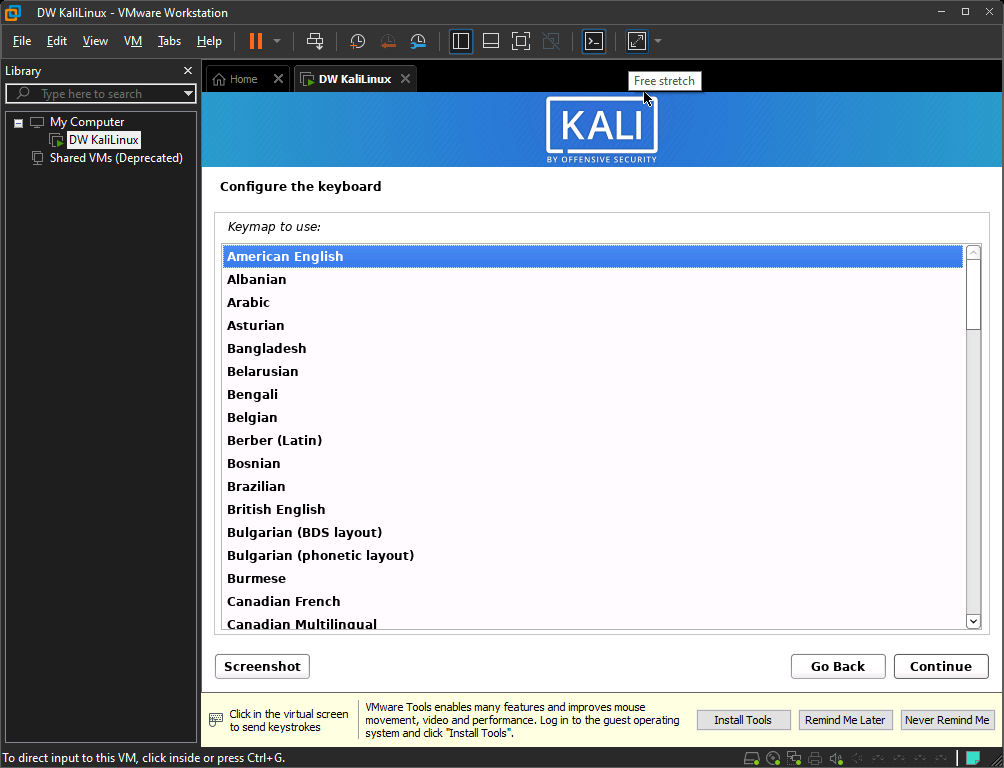 DW KaliLinux - VMware Workstation
File Edit View VM Tabs Help
Library
Type here to search
My Computer
DW KaliLinux
Shared VMs (Deprecated)
Home
DW KaliLinux
Free stretch
KALI
BY OFFENSIVE SECURITY
Configure the keyboard
Keymap to use:
American English
Albanian
Arabic
Asturian
Bangladesh
Belarusian
Bengali
Belgian
Berber (Latin)
Bosnian
Brazilian
British English
Bulgarian (BDS layout)
Bulgarian (phonetic layout)
Burmese
Canadian French
Canadian Multilingual
Screenshot
Go Back
Continue
Click in the virtual screen
to send keystrokes
VMware Tools enables many features and improves mouse
movement, video and performance. Log in to the guest operating
system and click "Install Tools".
Install Tools
Remind Me Later
Never Remind Me
To direct input to this VM, click inside or press Ctrl+G.